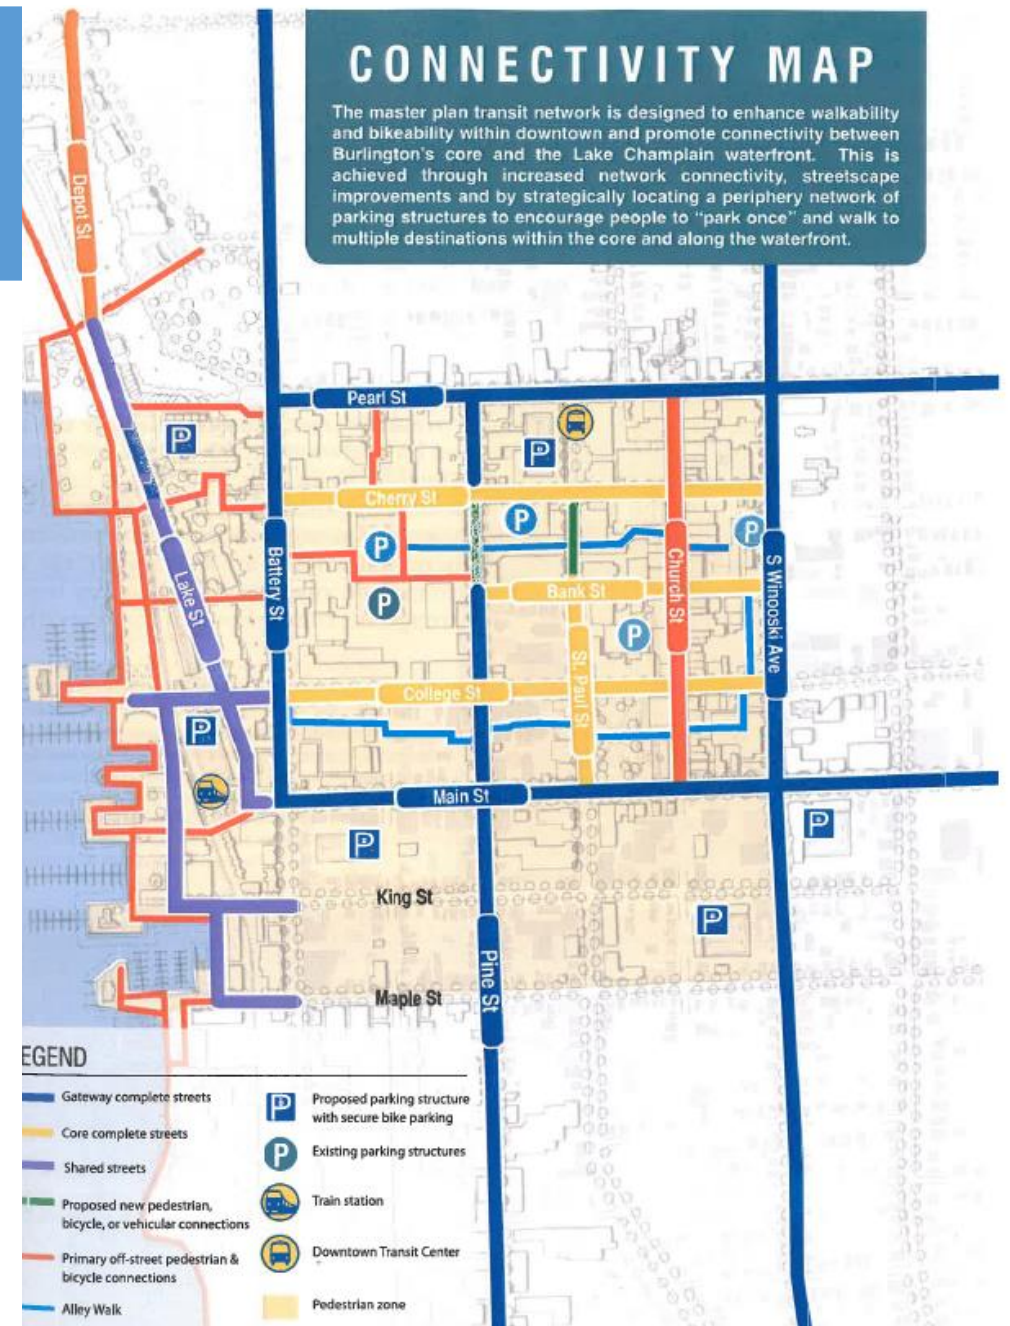 CONNECTIVITY MAP
The master plan transit network is designed to enhance walkability
and bikeability within downtown and promote connectivity between
Burlington's core and the Lake Champlain waterfront. This is
achieved through increased network connectivity, streetscape
improvements and by strategically locating a periphery network of
parking structures to encourage people to "park once" and walk to
multiple destinations within the core and along the waterfront.
Depot St
Pearl St
P
P
Cherry St
P
P
P
Battery St
Lake St
Church St
S Winooski Ave
Bank St
P
P
St. Paul St
College St
P
Main St
P
P
King St
P
Pine St
Maple St
EGEND
Gateway complete streets
Core complete streets
Shared streets
Proposed new pedestrian,
bicycle, or vehicular connections
Primary off-street pedestrian &
bicycle connections
Alley Walk
P
Proposed parking structure
with secure bike parking
P
Existing parking structures
Train station
Downtown Transit Center
Pedestrian zone